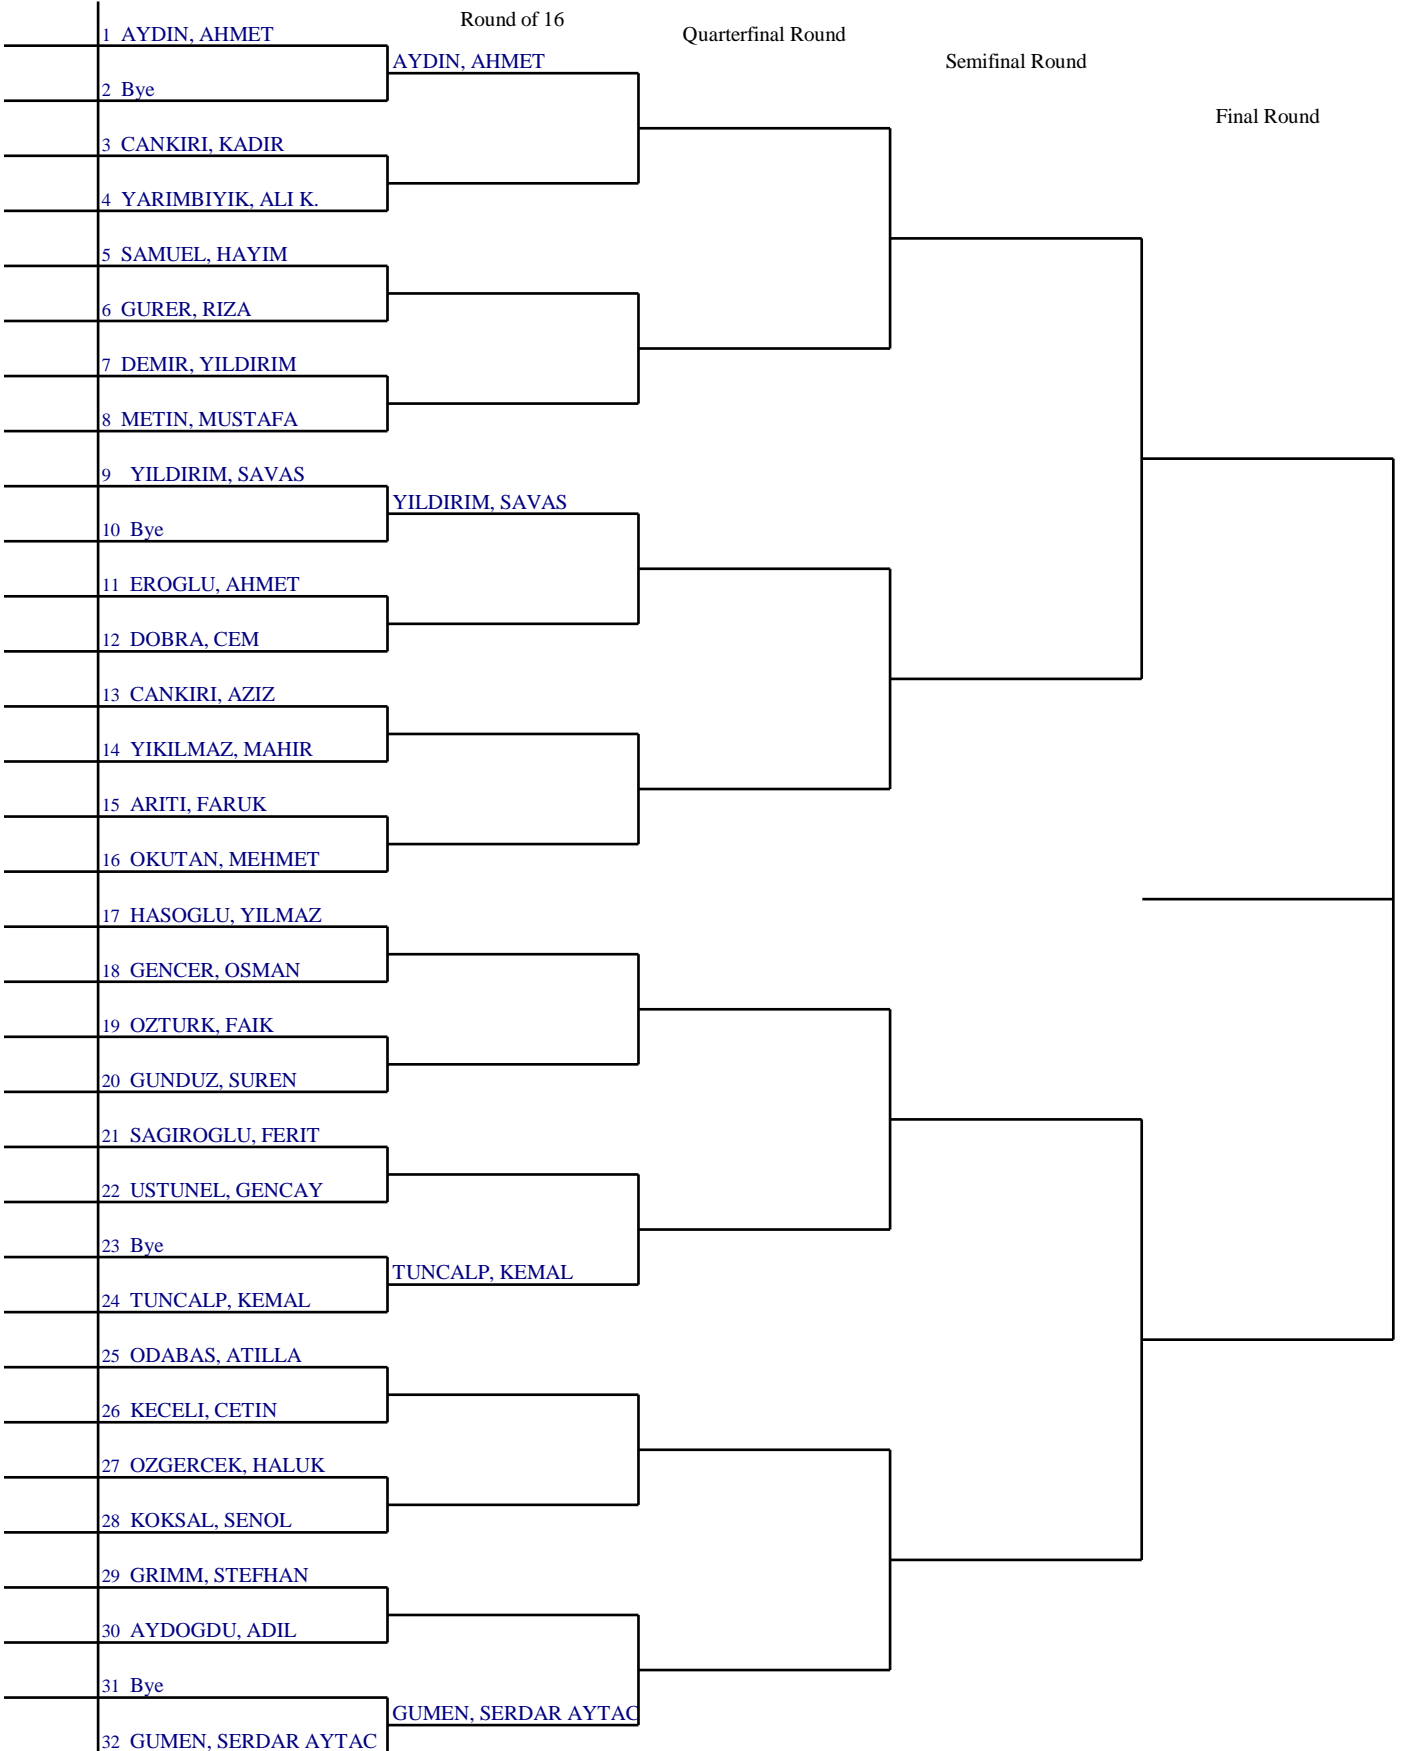 Round of 16
Quarterfinal Round
Semifinal Round
Final Round
1 AYDIN, AHMET
AYDIN, AHMET
2 Bye
3 CANKIRI, KADIR
4 YARIMBIYIK, ALI K.
5 SAMUEL, HAYIM
6 GURER, RIZA
7 DEMIR, YILDIRIM
8 METIN, MUSTAFA
9 YILDIRIM, SAVAS
YILDIRIM, SAVAS
10 Bye
11 EROGLU, AHMET
12 DOBRA, CEM
13 CANKIRI, AZIZ
14 YIKILMAZ, MAHIR
15 ARITI, FARUK
16 OKUTAN, MEHMET
17 HASOGLU, YILMAZ
18 GENCER, OSMAN
19 OZTURK, FAIK
20 GUNDUZ, SUREN
21 SAGIROGLU, FERIT
22 USTUNEL, GENCAY
23 Bye
TUNCALP, KEMAL
24 TUNCALP, KEMAL
25 ODABAS, ATILLA
26 KECELI, CETIN
27 OZGERCEK, HALUK
28 KOKSAL, SENOL
29 GRIMM, STEFHAN
30 AYDOGDU, ADIL
31 Bye
GUMEN, SERDAR AYTAC
32 GUMEN, SERDAR AYTAC